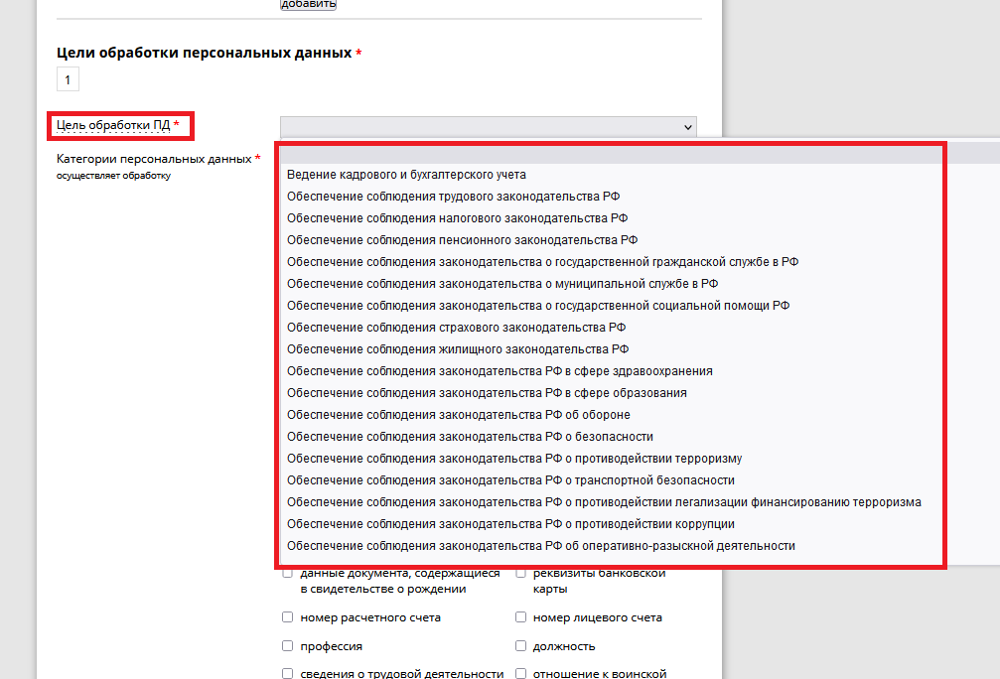 добавить
Цели обработки персональных данных *
1
Цель обработки ПД *
Категории персональных данных *
осуществляет обработку
Ведение кадрового и бухгалтерского учета
Обеспечение соблюдения трудового законодательства РФ
Обеспечение соблюдения налогового законодательства РФ
Обеспечение соблюдения пенсионного законодательства РФ
Обеспечение соблюдения законодательства о государственной гражданской службе в РФ
Обеспечение соблюдения законодательства о муниципальной службе в РФ
Обеспечение соблюдения законодательства о государственной социальной помощи РФ
Обеспечение соблюдения страхового законодательства РФ
Обеспечение соблюдения жилищного законодательства РФ
Обеспечение соблюдения законодательства РФ в сфере здравоохранения
Обеспечение соблюдения законодательства РФ в сфере образования
Обеспечение соблюдения законодательства РФ об обороне
Обеспечение соблюдения законодательства РФ о безопасности
Обеспечение соблюдения законодательства РФ о противодействии терроризму
Обеспечение соблюдения законодательства РФ о транспортной безопасности
Обеспечение соблюдения законодательства РФ о противодействии легализации финансированию терроризма
Обеспечение соблюдения законодательства РФ о противодействии коррупции
Обеспечение соблюдения законодательства РФ об оперативно-разыскной деятельности
данные документа, содержащиеся
в свидетельстве о рождении
реквизиты банковской
карты
номер расчетного счета
номер лицевого счета
профессия
должность
сведения о трудовой деятельности
отношение к воинской